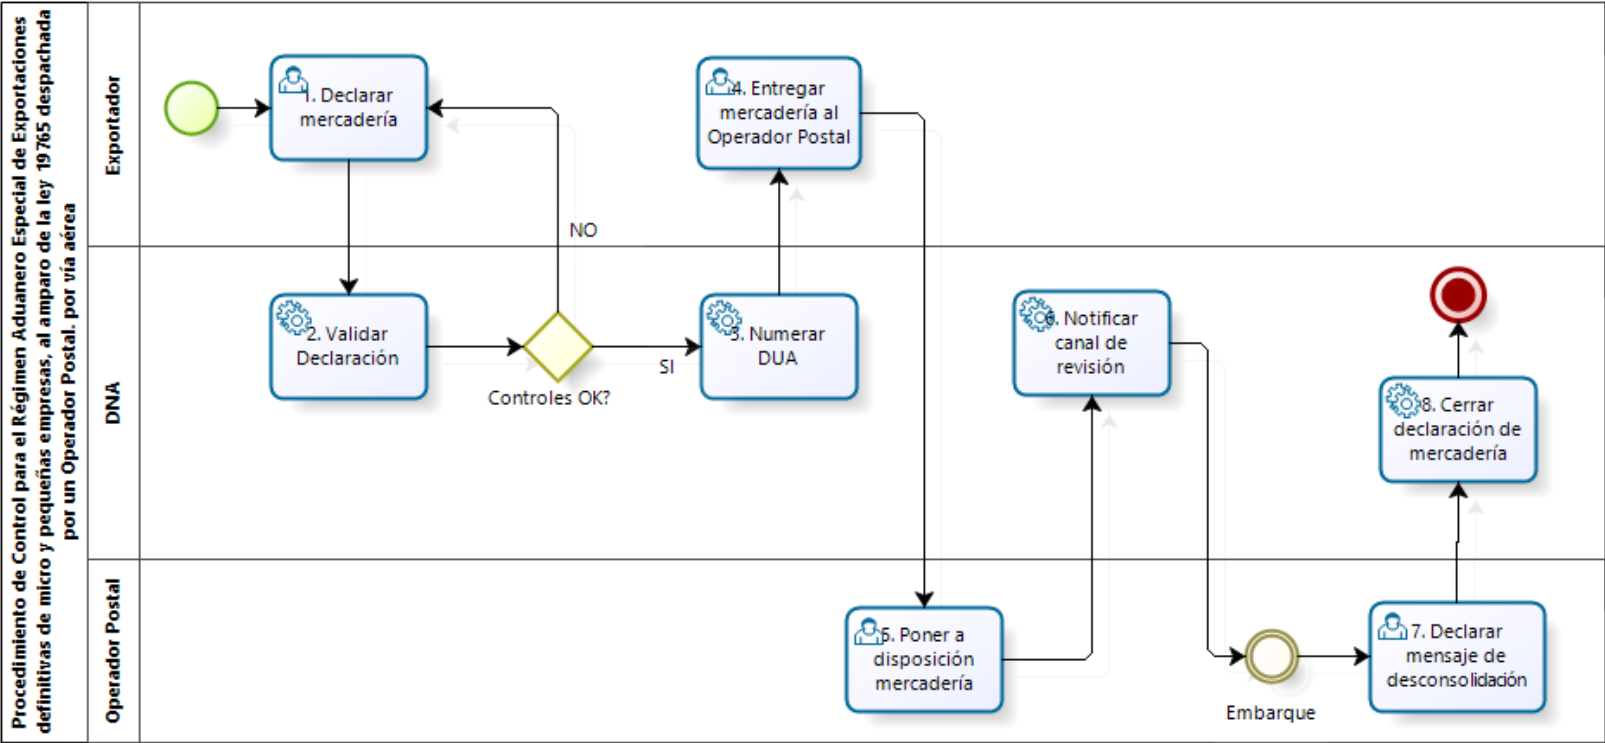 Procedimiento de Control para el Régimen Aduanero Especial de Exportaciones
definitivas de micro y pequeñas empresas, al amparo de la ley 19765 despachada
por un Operador Postal. por vía aérea
Exportador
1. Declarar
mercadería
4. Entregar
mercadería al
Operador Postal
NO
DNA
2. Validar
Declaración
Controles OK?
SI
3. Numerar
DUA
6. Notificar
canal de
revisión
8. Cerrar
declaración de
mercadería
Operador Postal
5. Poner a
disposición
mercadería
Embarque
7. Declarar
mensaje de
desconsolidación